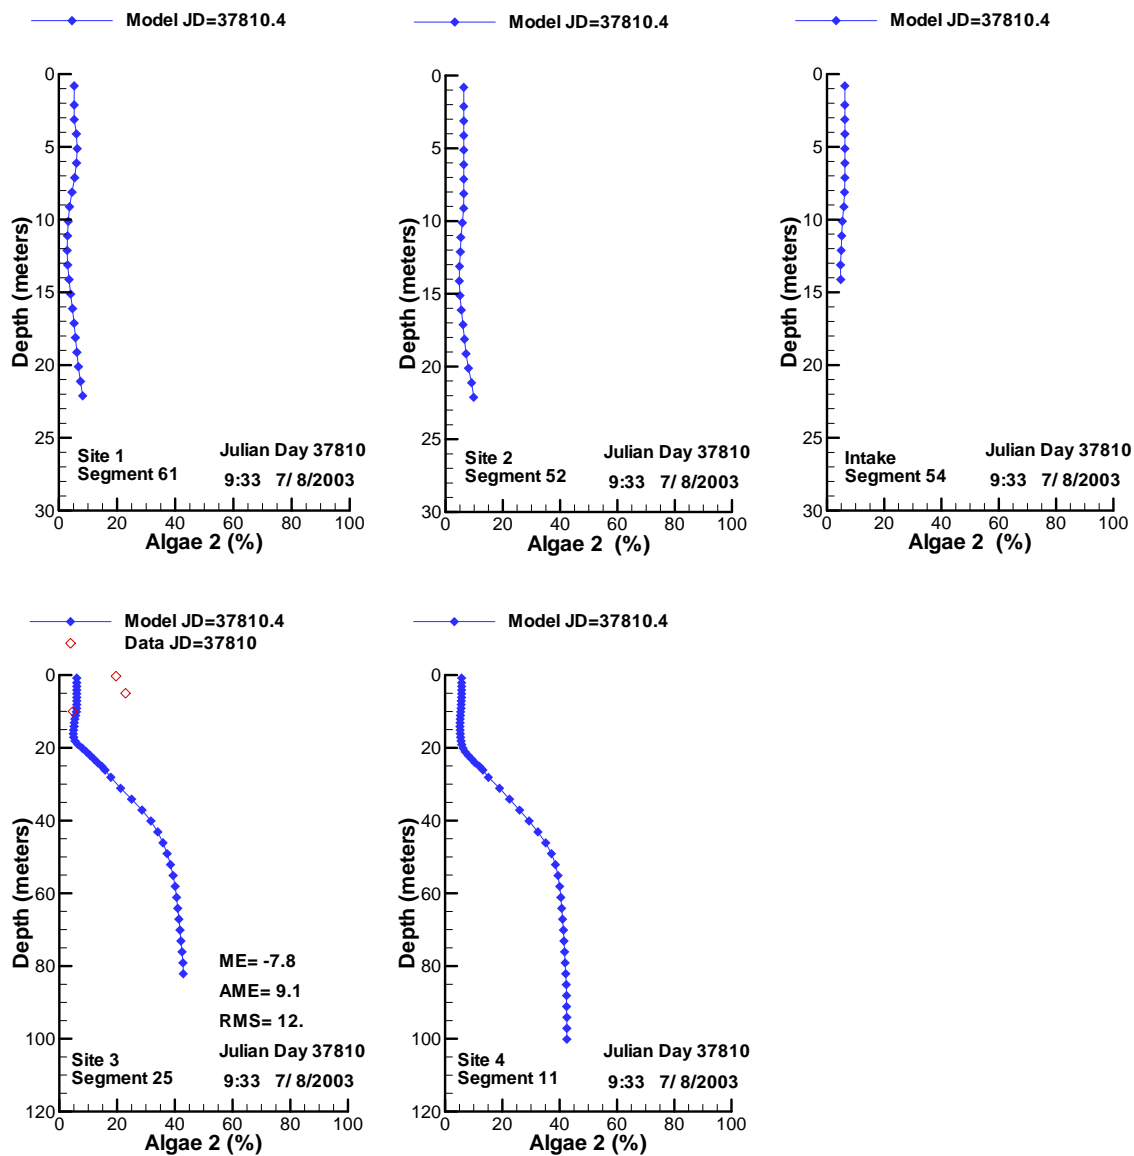 Model JD=37810.4
0
5
10
15
20
25
30
Depth (meters)
Site 1
Segment 61
Julian Day 37810
9:33 7/ 8/2003
0 20 40 60 80 100
Algae 2 (%)
Model JD=37810.4
0
5
10
15
20
25
30
Depth (meters)
Site 2
Segment 52
Julian Day 37810
9:33 7/ 8/2003
0 20 40 60 80 100
Algae 2 (%)
Model JD=37810.4
0
5
10
15
20
25
30
Depth (meters)
Intake
Segment 54
Julian Day 37810
9:33 7/ 8/2003
0 20 40 60 80 100
Algae 2 (%)
Model JD=37810.4
Data JD=37810
0
20
40
60
80
100
120
Depth (meters)
ME= -7.8
AME= 9.1
RMS= 12.
Site 3
Segment 25
Julian Day 37810
9:33 7/ 8/2003
0 20 40 60 80 100
Algae 2 (%)
Model JD=37810.4
0
20
40
60
80
100
120
Depth (meters)
Site 4
Segment 11
Julian Day 37810
9:33 7/ 8/2003
0 20 40 60 80 100
Algae 2 (%)